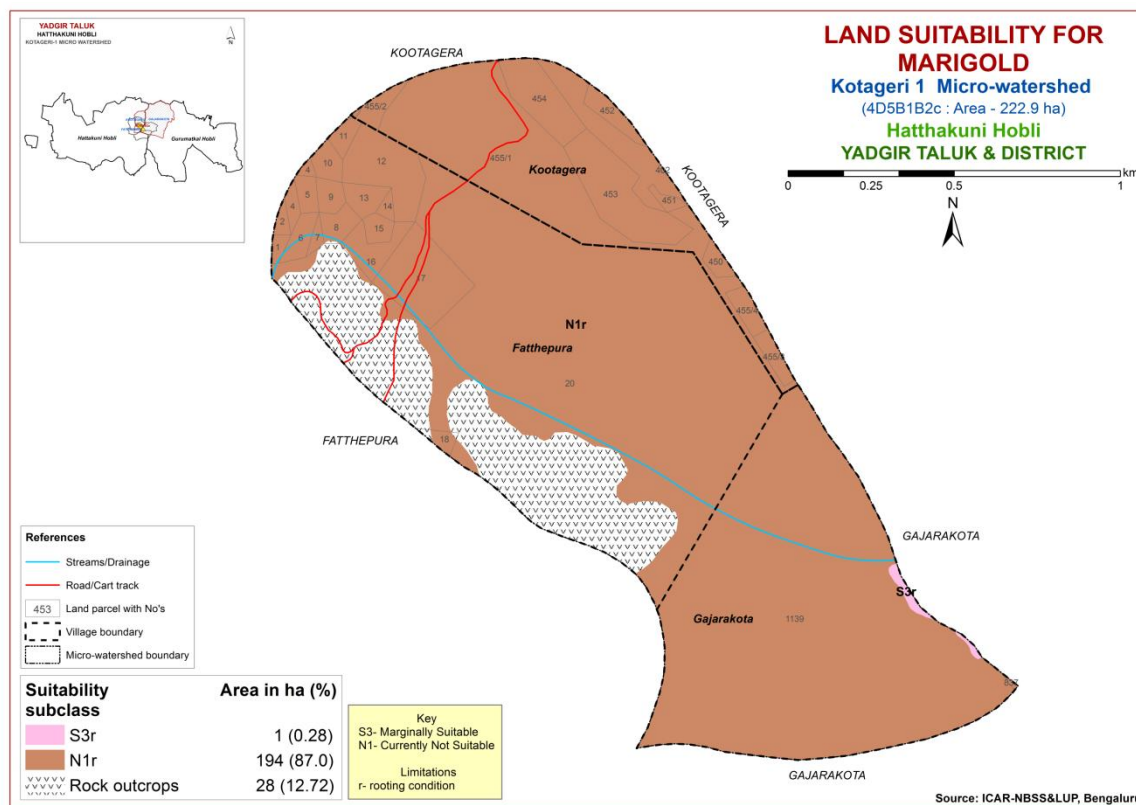 YADGIR TALUK
HATTHAKUNI HOBLI
KOTAGERI-1 MICRO WATERSHED
N
Hattakuni Hobli
Gurumatkal Hobli
LAND SUITABILITY FOR
MARIGOLD
Kotageri 1 Micro-watershed
(4D5B1B2c : Area - 222.9 ha)
Hatthakuni Hobli
YADGIR TALUK & DISTRICT
0 0.25 0.5 1 km
N
KOOTAGERA
454
452
455/2
11
12
455/1
10
Kootagera
453
451
KOOTAGERA
4
5
9
13
14
4
15
2
8
6
7
1
16
17
450
455/4
N1r
Fatthepura
20
FATTHEPURA
18
GAJARAKOTA
S3r
Gajarakota
1139
GAJARAKOTA
References
Streams/Drainage
Road/Cart track
453 Land parcel with No's
Village boundary
Micro-watershed boundary
Suitability subclass Area in ha (%)
S3r 1 (0.28)
N1r 194 (87.0)
Rock outcrops 28 (12.72)
Key
S3- Marginally Suitable
N1- Currently Not Suitable
Limitations
r- rooting condition
Source: ICAR-NBSS&LUP, Bengaluru